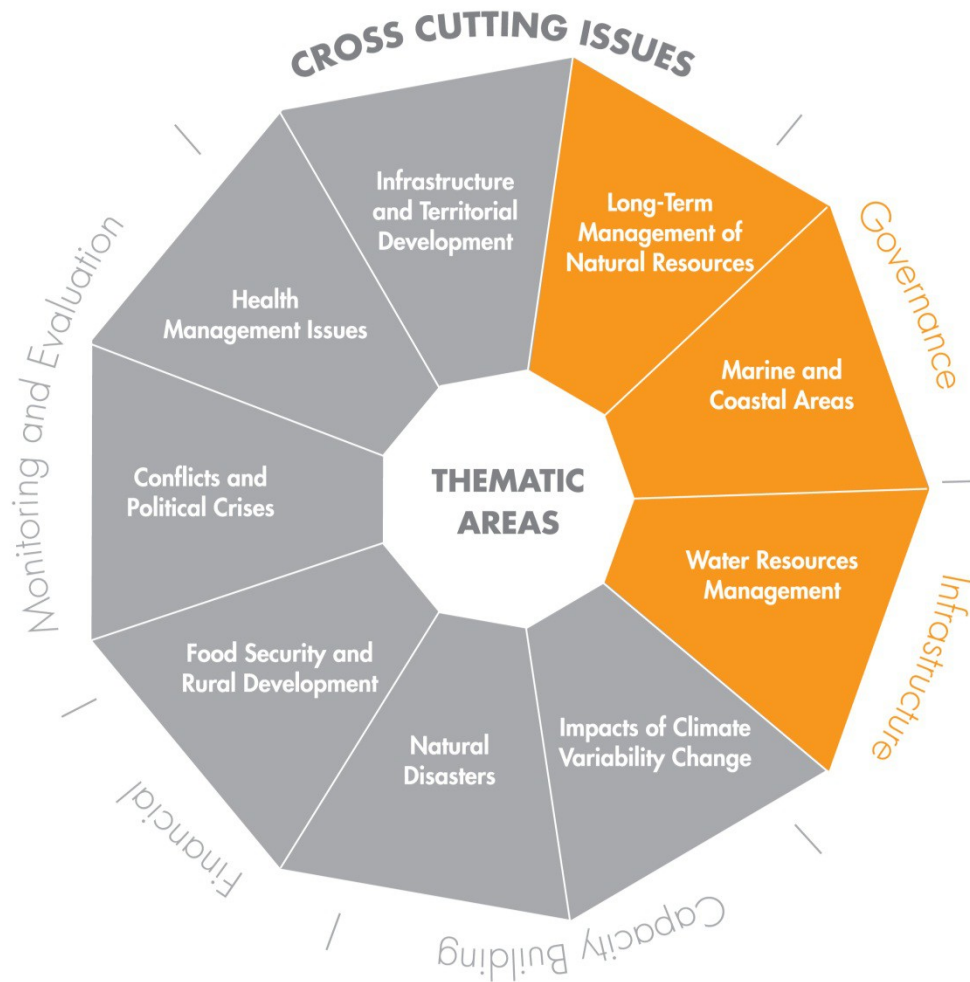 CROSS CUTTING ISSUES
Infrastructure
and Territorial
Development
Long-Term
Management of
Natural Resources
Governance
Marine and
Coastal Areas
Water Resources
Management
Infrastructure
Impacts of Climate
Variability Change
Capacity Building
Natural
Disasters
Financial
Food Security and
Rural Development
Conflicts and
Political Crises
Monitoring and Evaluation
Health
Management Issues
THEMATIC
AREAS